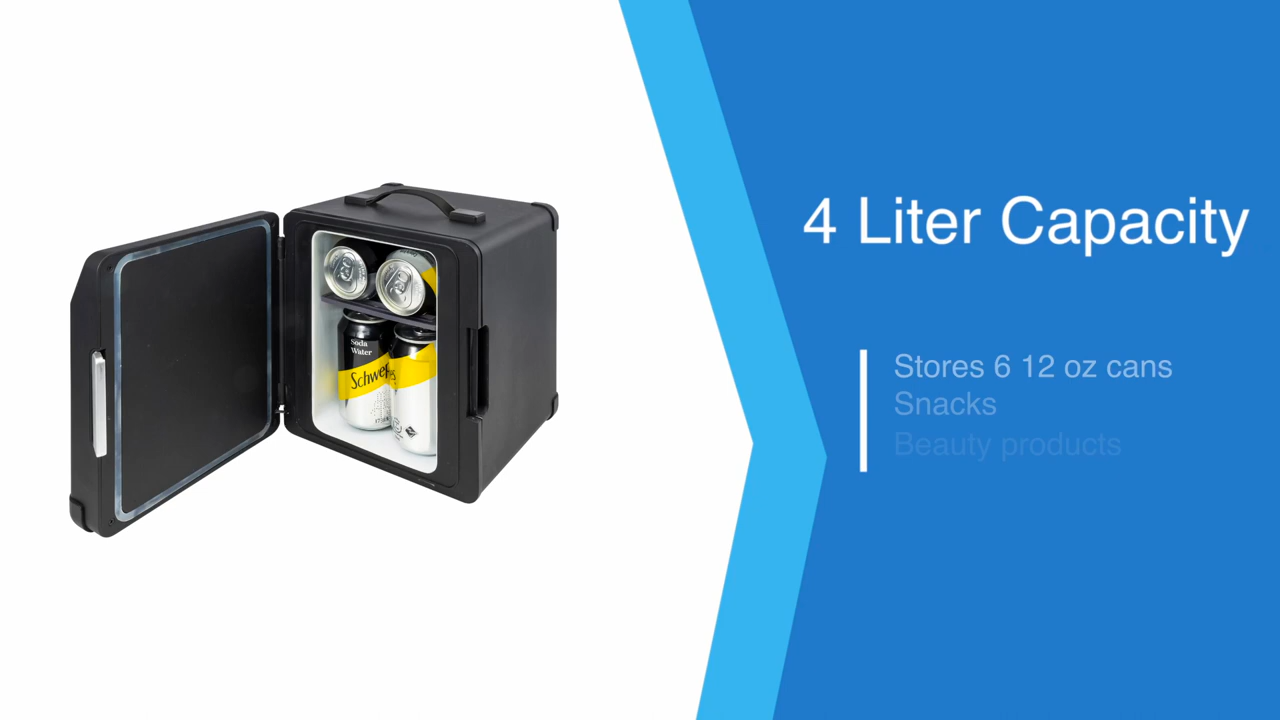 4 Liter Capacity
Stores 6 12 oz cans
Snacks
Beauty products
Soda
Water
Schwe